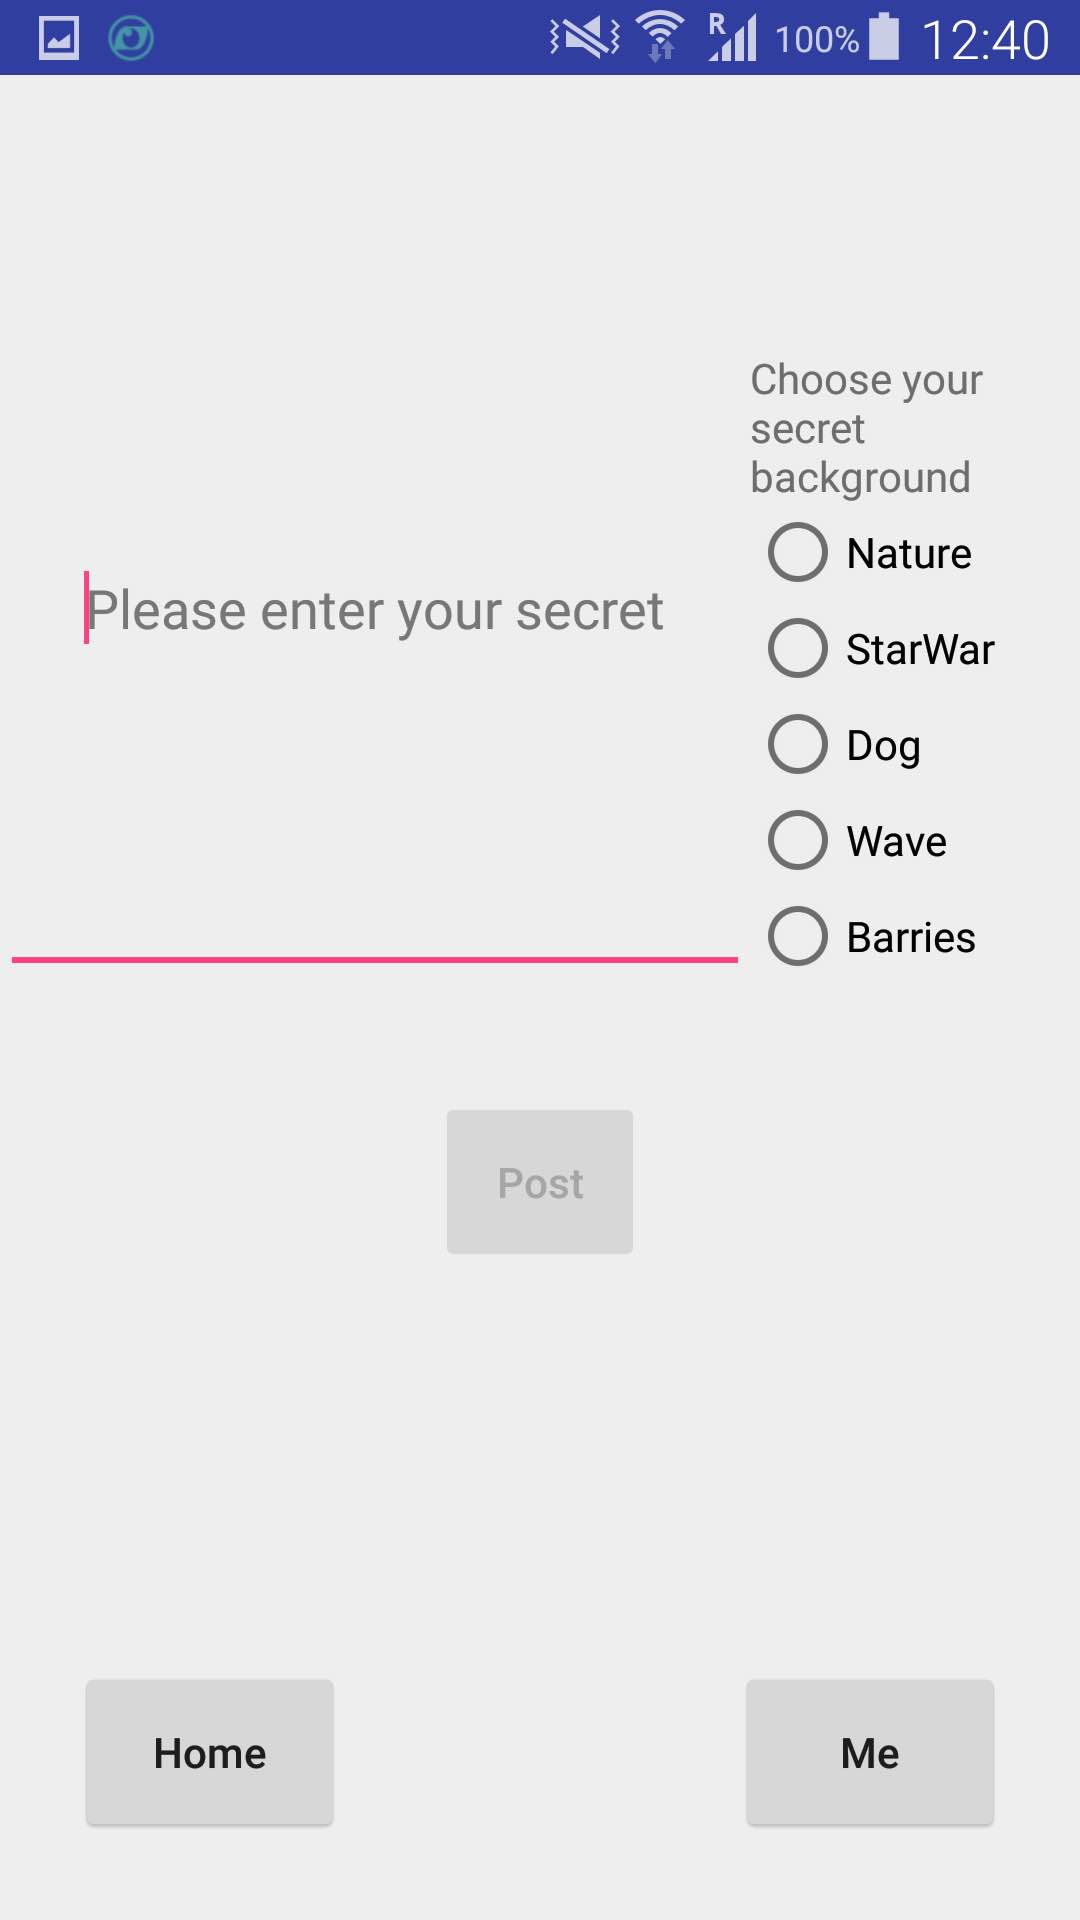 R 100% 12:40
Choose your
secret
background
Please enter your secret
Nature
StarWar
Dog
Wave
Barries
Post
Home
Me